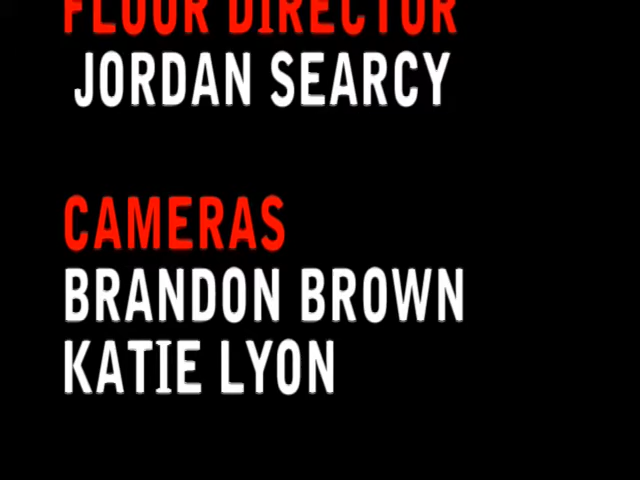 FLOOR DIRECTOR
JORDAN SEARCY
CAMERAS
BRANDON BROWN
KATIE LYON